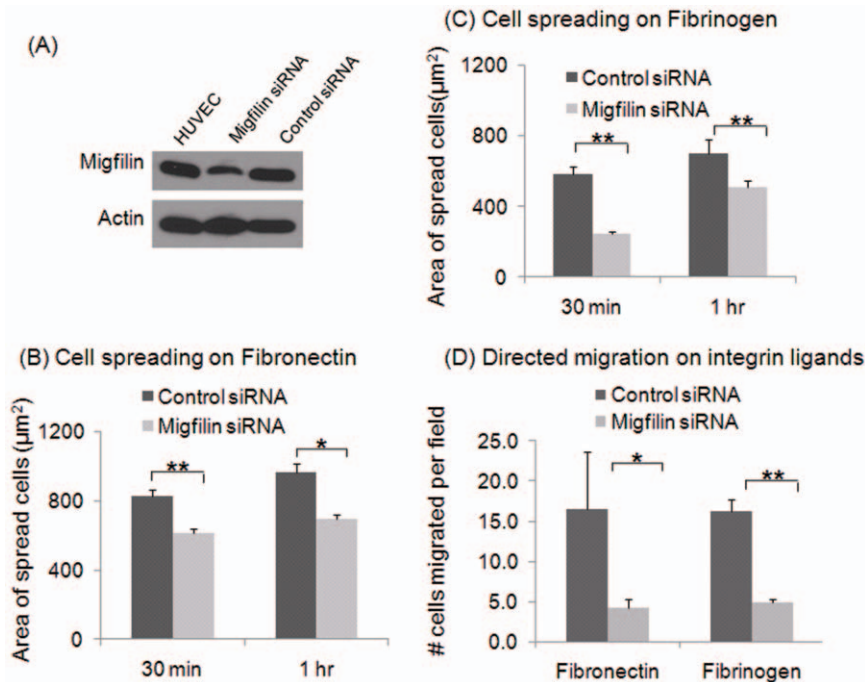 (A)
HUVEC
Migfilin siRNA
Control siRNA
Migfilin
Actin
(B) Cell spreading on Fibronectin
Control siRNA
Migfilin siRNA
Area of spread cells (µm²)
1200
800
400
0
**
*
30 min
1 hr
(C) Cell spreading on Fibrinogen
Control siRNA
Migfilin siRNA
Area of spread cells(µm²)
1200
800
400
0
**
**
30 min
1 hr
(D) Directed migration on integrin ligands
Control siRNA
Migfilin siRNA
# cells migrated per field
25.0
20.0
15.0
10.0
5.0
0.0
*
**
Fibronectin
Fibrinogen